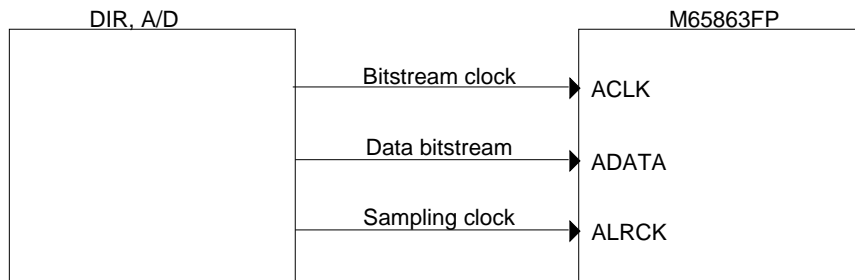 DIR, A/D
M65863FP
Bitstream clock
ACLK
Data bitstream
ADATA
Sampling clock
ALRCK